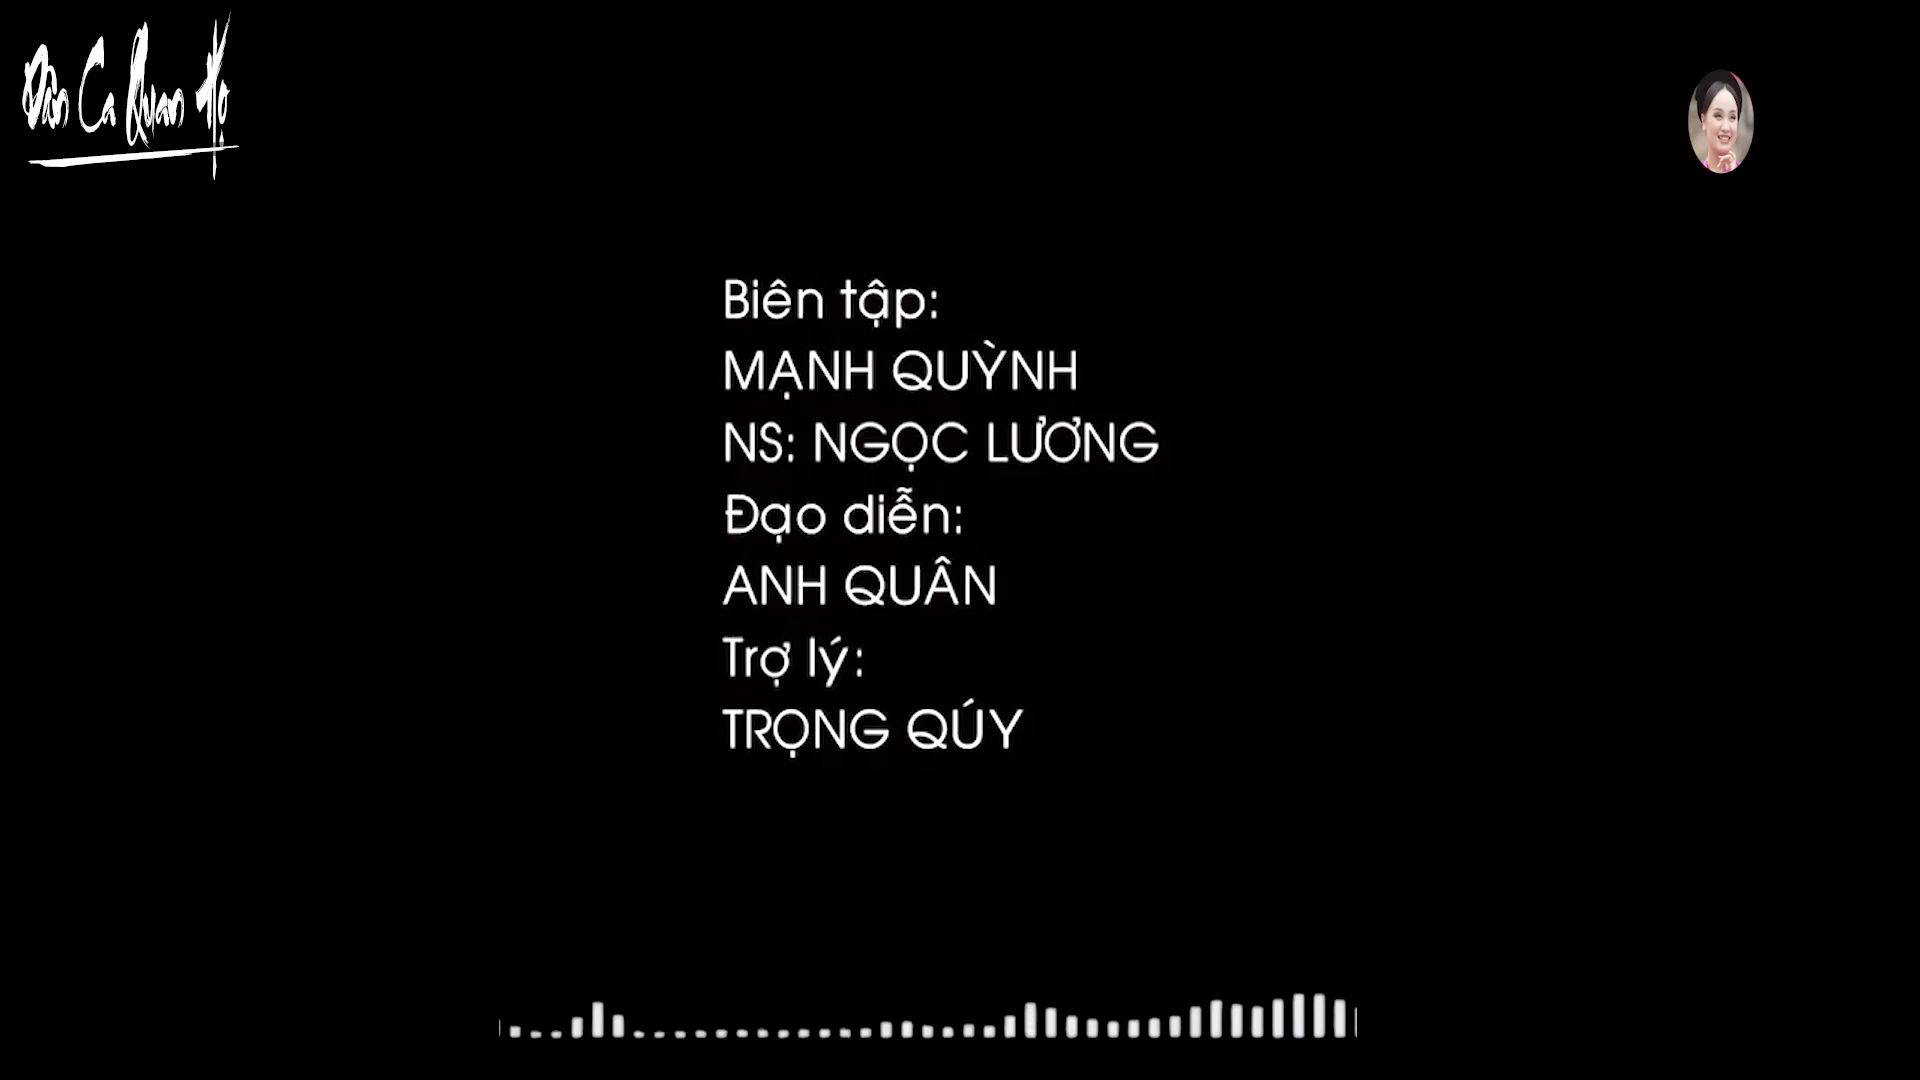 Dân Ca Quan Họ
Biên tập:
MẠNH QUỲNH
NS: NGỌC LƯƠNG
Đạo diễn:
ANH QUÂN
Trợ lý:
TRỌNG QÚY